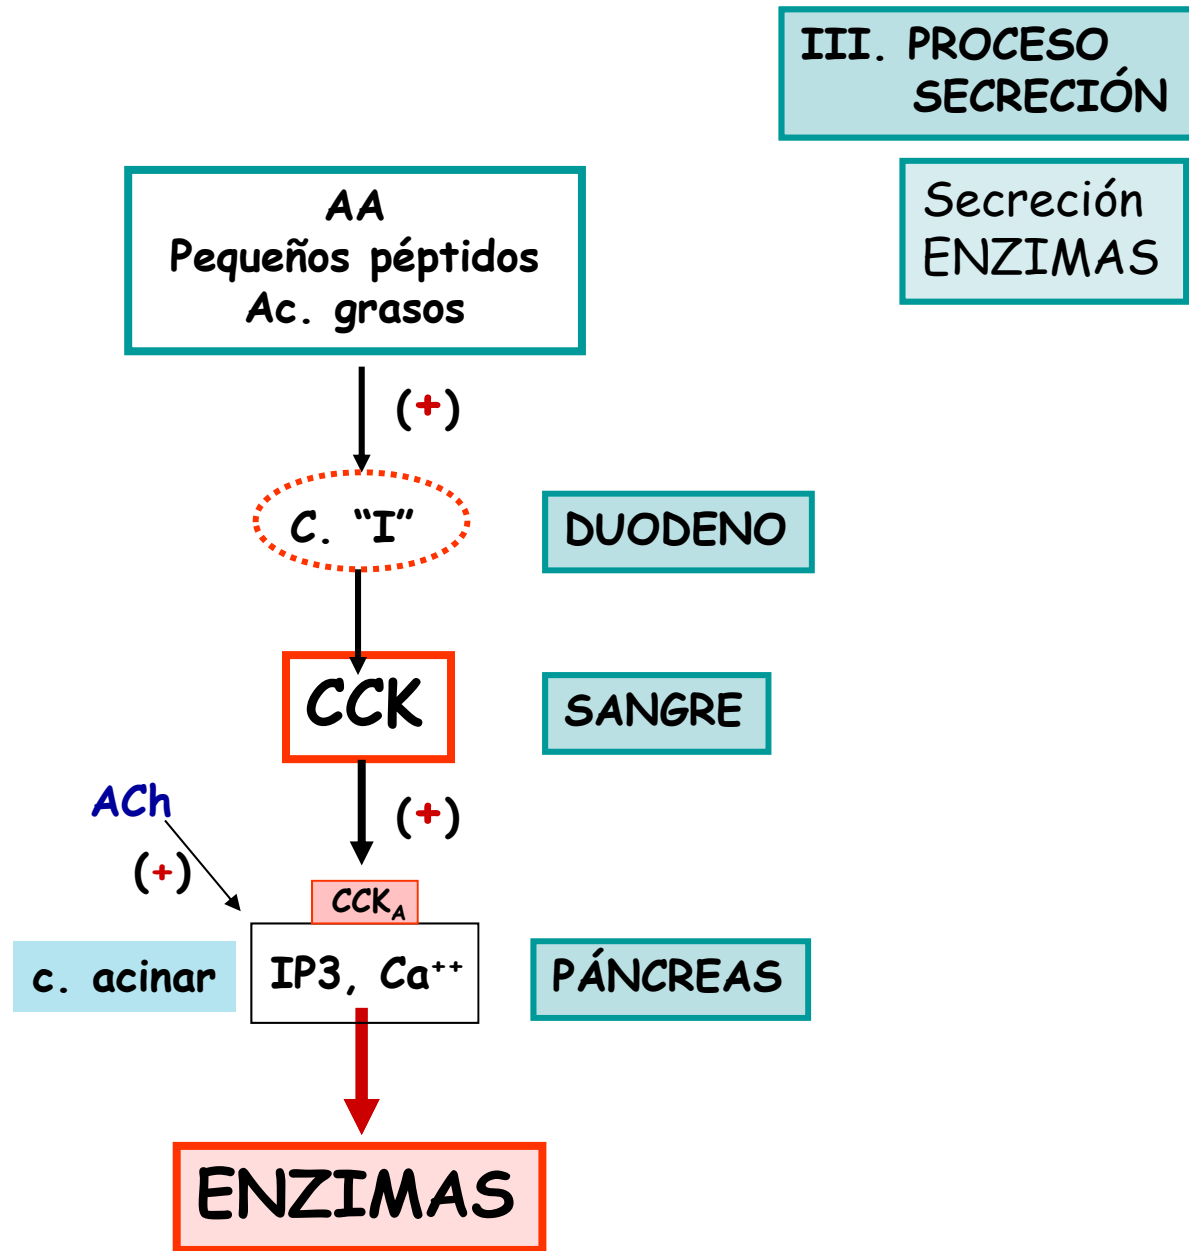 III. PROCESO
SECRECIÓN
Secreción
ENZIMAS
AA
Pequeños péptidos
Ac. grasos
(+)
C. “I”
DUODENO
CCK
SANGRE
ACh
(+)
(+)
CCKA
c. acinar
IP3, Ca++
PÁNCREAS
ENZIMAS